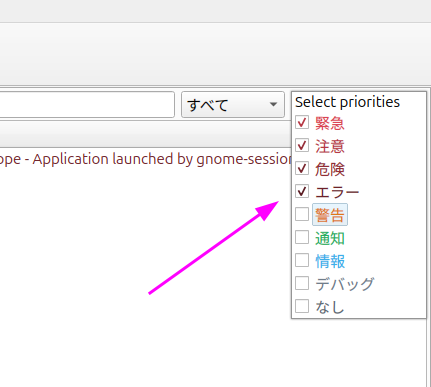 すべて
Select priorities
緊急
注意
ope - Application launched by gnome-session
危険
エラー
警告
通知
情報
デバッグ
なし